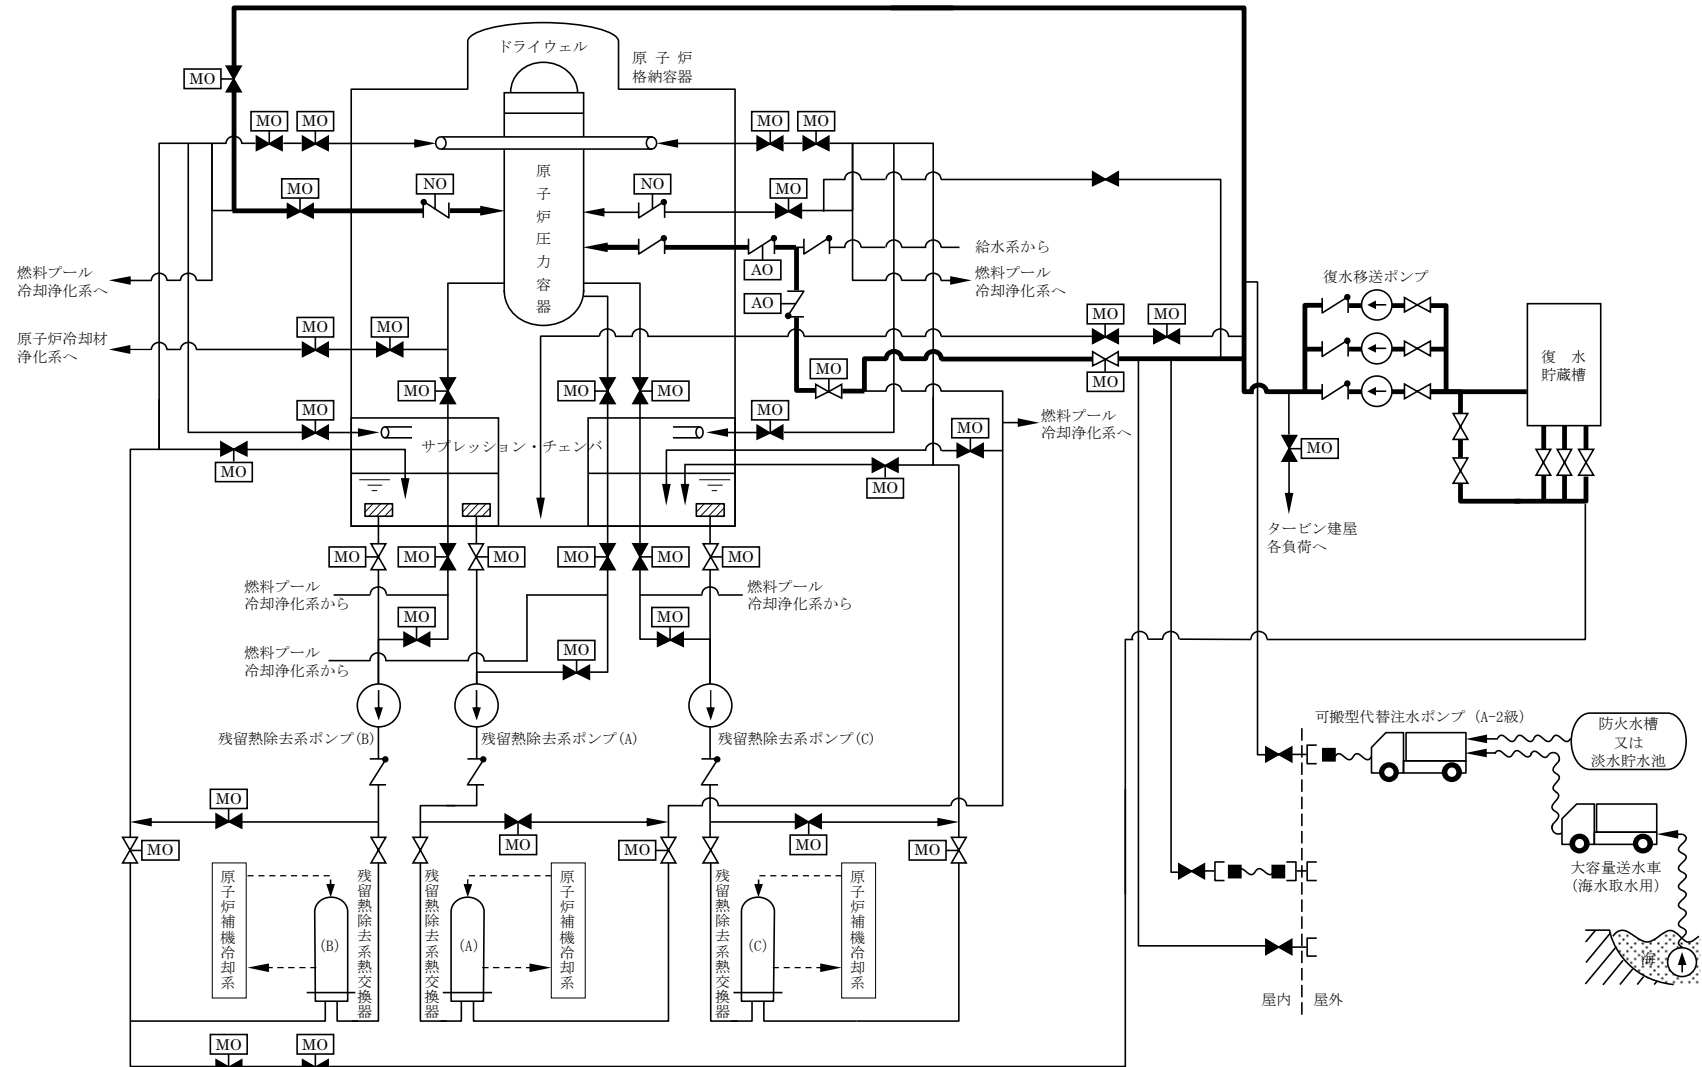 ドライウェル
原子炉
格納容器
MO
MO
MO
MO
MO
MO
NO
NO
MO
原子炉圧力容器
給水系から
AO
燃料プール
冷却浄化系へ
燃料プール
冷却浄化系へ
AO
復水移送ポンプ
MO
MO
原子炉冷却材
浄化系へ
MO
MO
復水
貯蔵槽
MO
MO
MO
MO
MO
MO
MO
燃料プール
冷却浄化系へ
MO
サプレッション・チェンバ
MO
MO
MO
MO
タービン建屋
各負荷へ
MO
MO
MO
MO
MO
MO
燃料プール
冷却浄化系から
燃料プール
冷却浄化系から
MO
MO
燃料プール
冷却浄化系から
MO
残留熱除去系ポンプ(B)
残留熱除去系ポンプ(A)
残留熱除去系ポンプ(C)
可搬型代替注水ポンプ (A-2級)
防火水槽
又は
淡水貯水池
MO
MO
MO
MO
MO
MO
大容量送水車
(海水取水用)
原子炉補機冷却系
(B)
残留熱除去系熱交換器
残留熱除去系熱交換器
(A)
原子炉補機冷却系
残留熱除去系熱交換器
(C)
原子炉補機冷却系
海
屋内
屋外
MO
MO